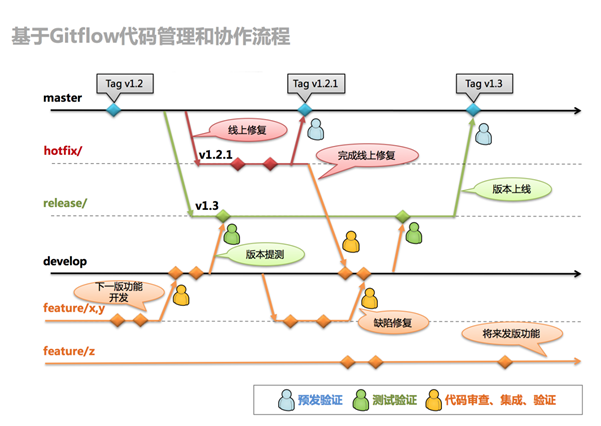 基于Gitflow代码管理和协作流程
Tag v1.2
Tag v1.2.1
Tag v1.3
master
线上修复
hotfix/
v1.2.1
完成线上修复
版本上线
release/
v1.3
版本提测
develop
下一版功能
开发
feature/x,y
缺陷修复
将来发版功能
feature/z
预发验证
测试验证
代码审查、集成、验证